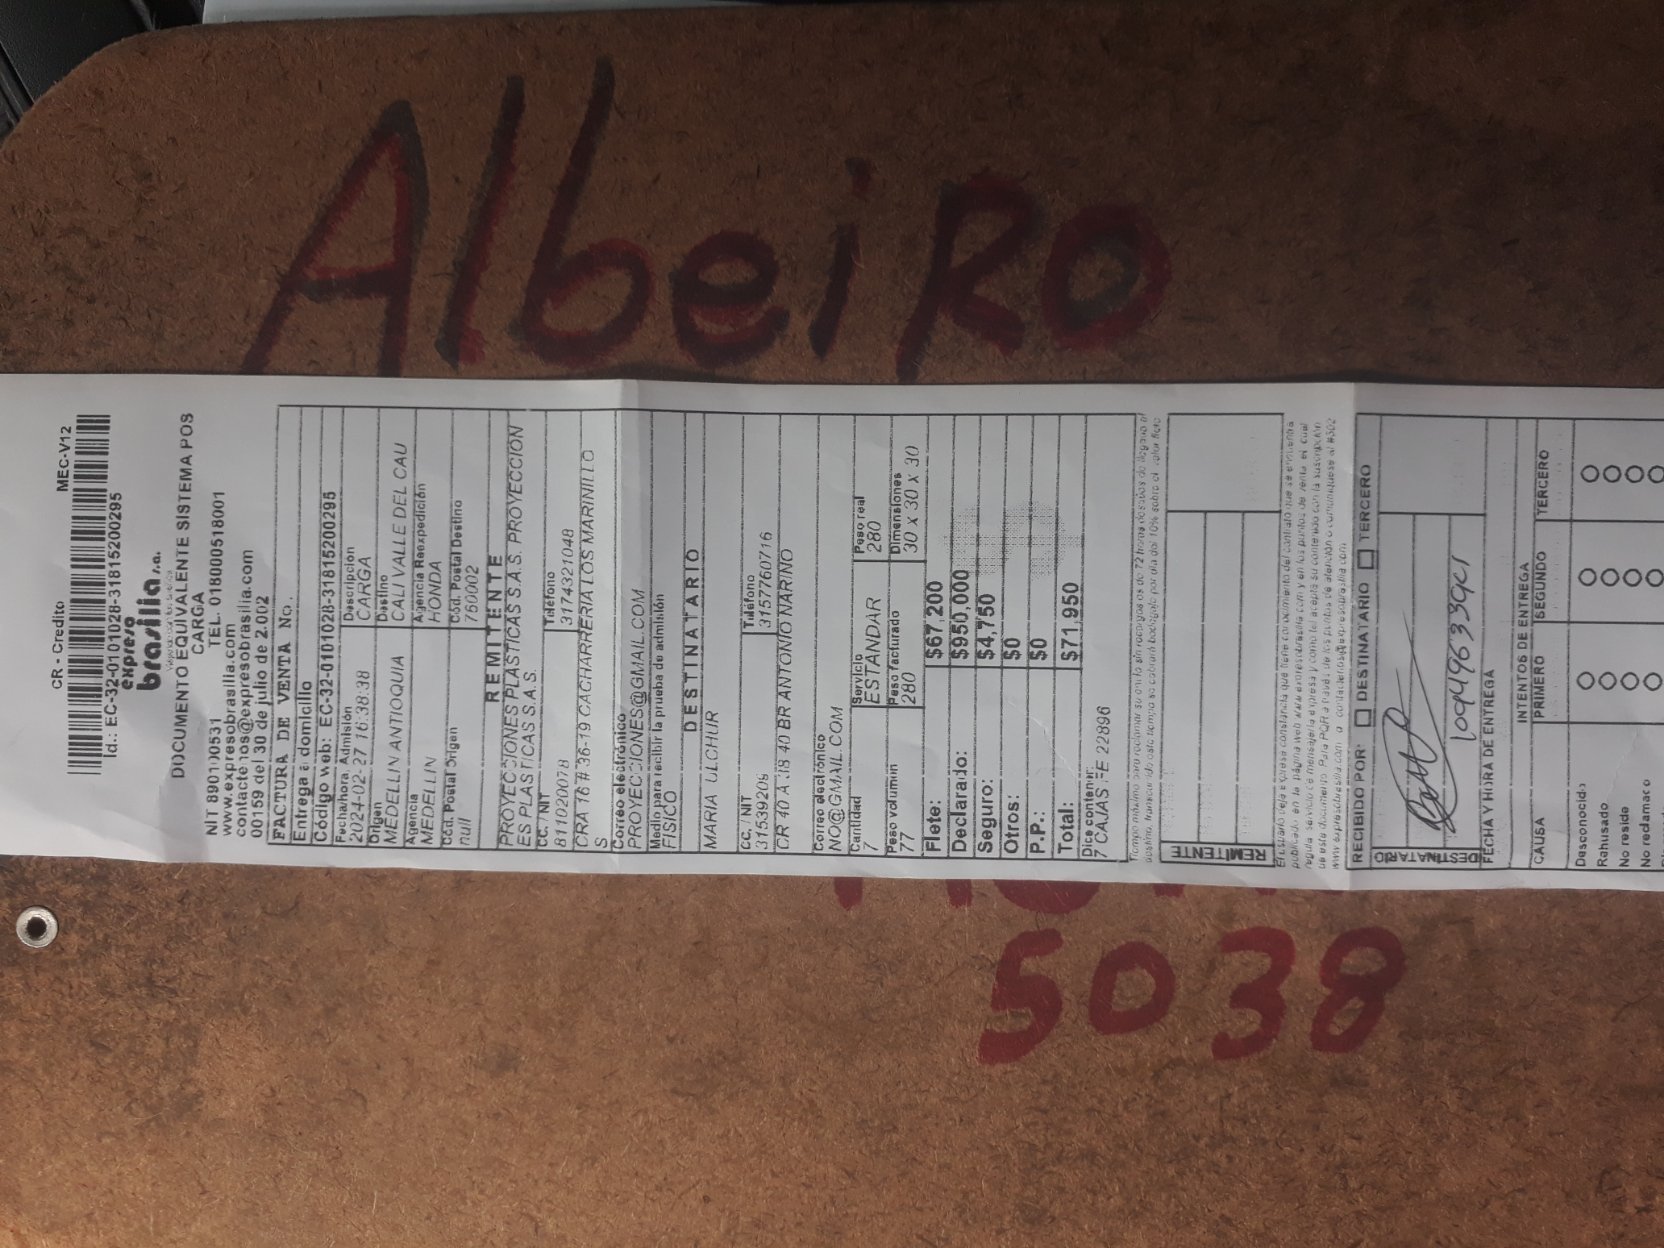 Albeiro
CR - Credito MEC-V12
Id.: EC-32-0101028-31815200295
expreso
brasilia s.a.
DOCUMENTO EQUIVALENTE SISTEMA POS
CARGA
NIT 890100531 TEL. 018000518001
www.expresobrasilia.com
contactenos@expresobrasilia.com
00159 del 30 de julio de 2.002
FACTURA DE VENTA No.
Entrega a domicilio
Código web: EC-32-0101028-31815200295
Fecha/hora. Admisión Descripción
2024-02-27 16:38:38 CARGA
Origen Destino
MEDELLIN ANTIOQUIA CALI VALLE DEL CAU
Agencia Agencia Reexpedición
MEDELLIN HONDA
Cód. Postal Origen Cód. Postal Destino
null 760002
REMITENTE
PROYECCIONES PLASTICAS S.A.S. PROYECCION
ES PLASTICAS S.A.S.
CC. / NIT Teléfono
811020078 3174321048
CRA 16 # 36-19 CACHARRERIA LOS MARINILLO
S
Correo electrónico
PROYECCIONES@GMAIL.COM
Medio para recibir la prueba de admisión
FISICO
DESTINATARIO
MARIA ULCHUR
CC. / NIT Teléfono
31539205 3157760716
CR 40 A 18 40 BR ANTONIO NARINO
Correo electrónico
NO@GMAIL.COM
Cantidad Servicio Peso real
7 ESTANDAR 280
Peso volumen Peso facturado Dimensiones
77 280 30 x 30 x 30
Flete: $67,200
Declarado: $950,000
Seguro: $4,750
Otros: $0
P.P.: $0
Total: $71,950
Dice contener:
7 CAJAS FE 22896
REMITENTE
RECIBIDO POR: DESTINATARIO TERCERO
DESTINATARIO
FECHA Y HORA DE ENTREGA
INTENTOS DE ENTREGA
CAUSA PRIMERO SEGUNDO TERCERO
Desconocido
Rehusado
No reside
No reclamado
5038